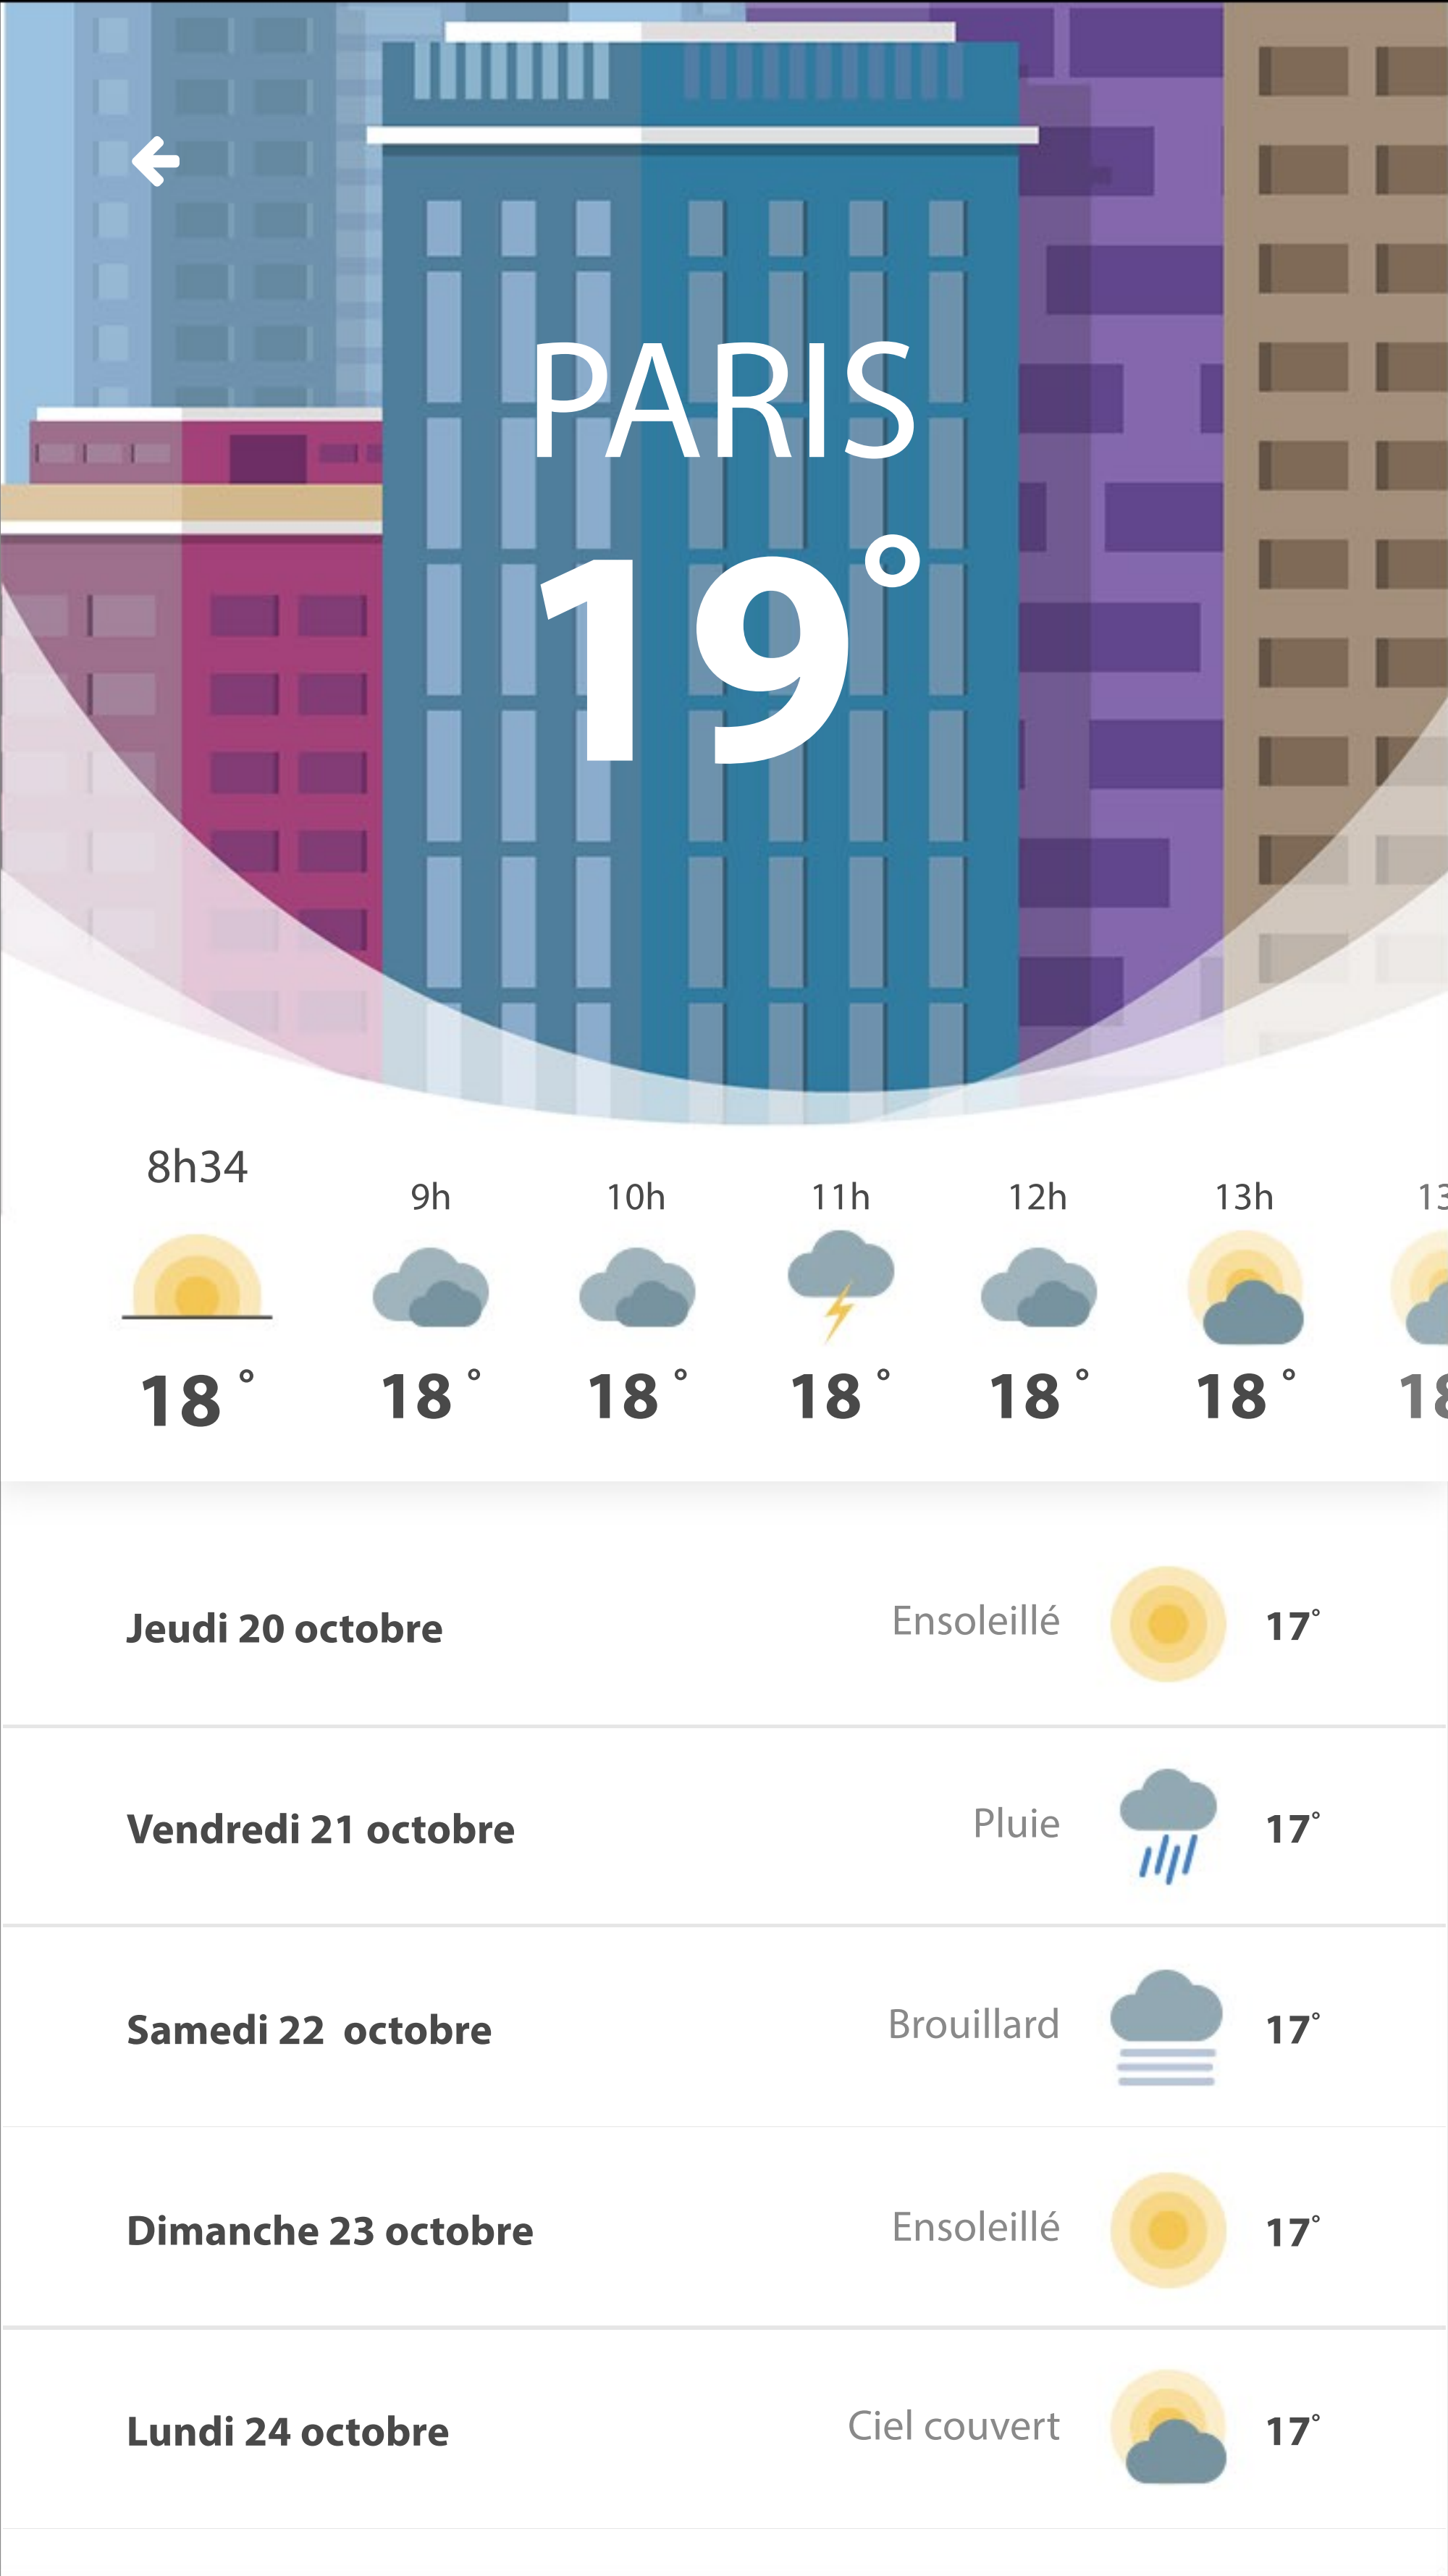 PARIS
19°
8h34 9h 10h 11h 12h 13h
18° 18° 18° 18° 18° 18°
Jeudi 20 octobre Ensoleillé 17°
Vendredi 21 octobre Pluie 17°
Samedi 22 octobre Brouillard 17°
Dimanche 23 octobre Ensoleillé 17°
Lundi 24 octobre Ciel couvert 17°